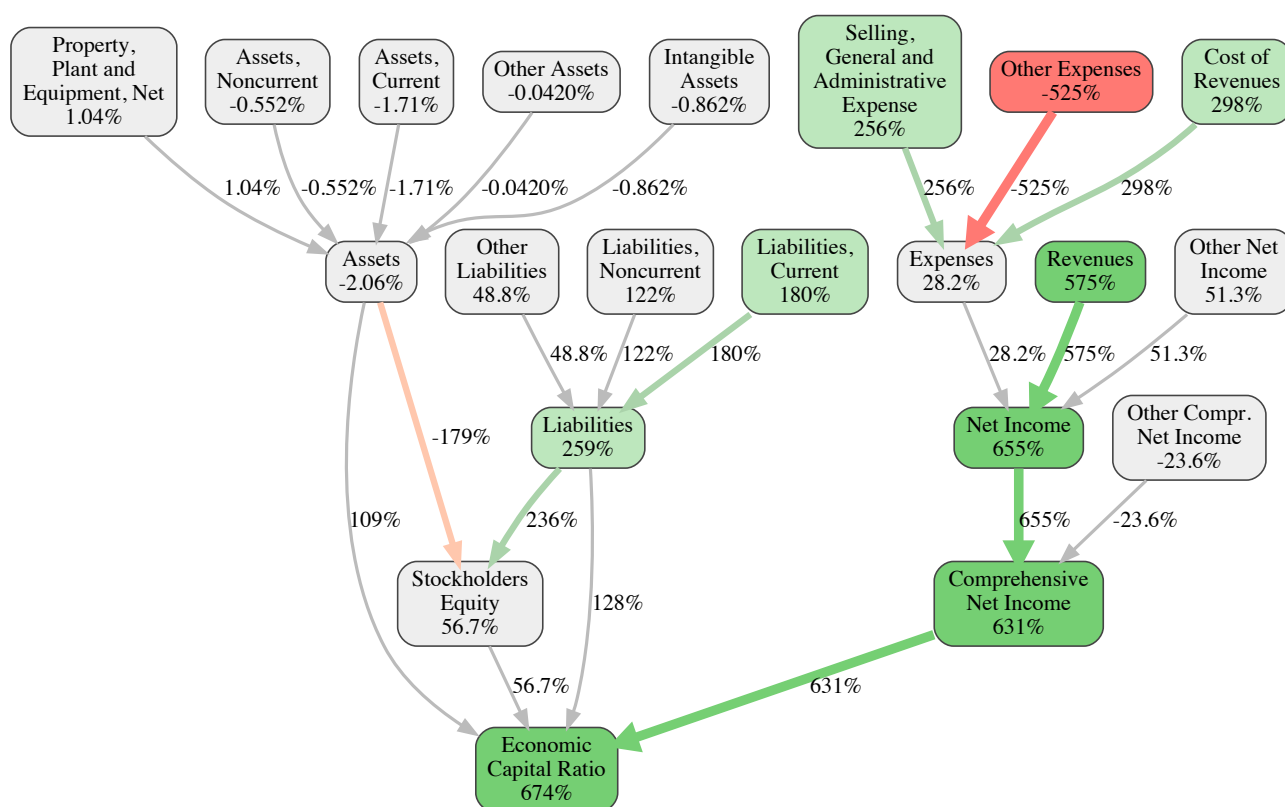 Property,
Plant and
Equipment, Net
1.04%
Assets,
Noncurrent
-0.552%
Assets,
Current
-1.71%
Other Assets
-0.0420%
Intangible
Assets
-0.862%
Selling,
General and
Administrative
Expense
256%
Other Expenses
-525%
Cost of
Revenues
298%
1.04%
-0.552%
-1.71%
-0.0420%
-0.862%
256%
-525%
298%
Assets
-2.06%
Other
Liabilities
48.8%
Liabilities,
Noncurrent
122%
Liabilities,
Current
180%
Expenses
28.2%
Revenues
575%
Other Net
Income
51.3%
48.8%
122%
180%
28.2%
575%
51.3%
-179%
Liabilities
259%
Net Income
655%
Other Compr.
Net Income
-23.6%
109%
236%
655%
-23.6%
Stockholders
Equity
56.7%
128%
Comprehensive
Net Income
631%
56.7%
631%
Economic
Capital Ratio
674%